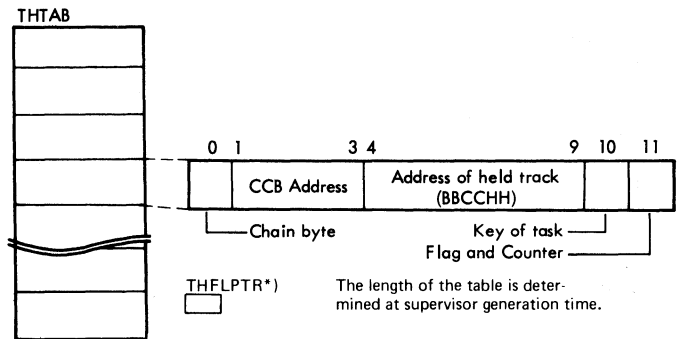 THTAB
0 1 3 4 9 10 11
CCB Address
Address of held track
(BBCCHH)
Chain byte
Key of task
Flag and Counter
THFLPTR*)
The length of the table is deter-
mined at supervisor generation time.